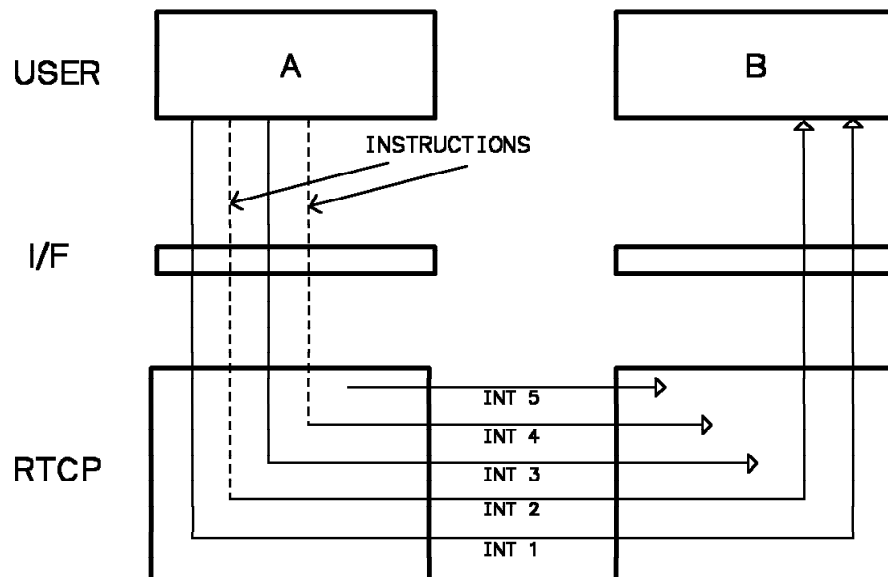 USER
A
B
INSTRUCTIONS
I/F
RTCP
INT 5
INT 4
INT 3
INT 2
INT 1